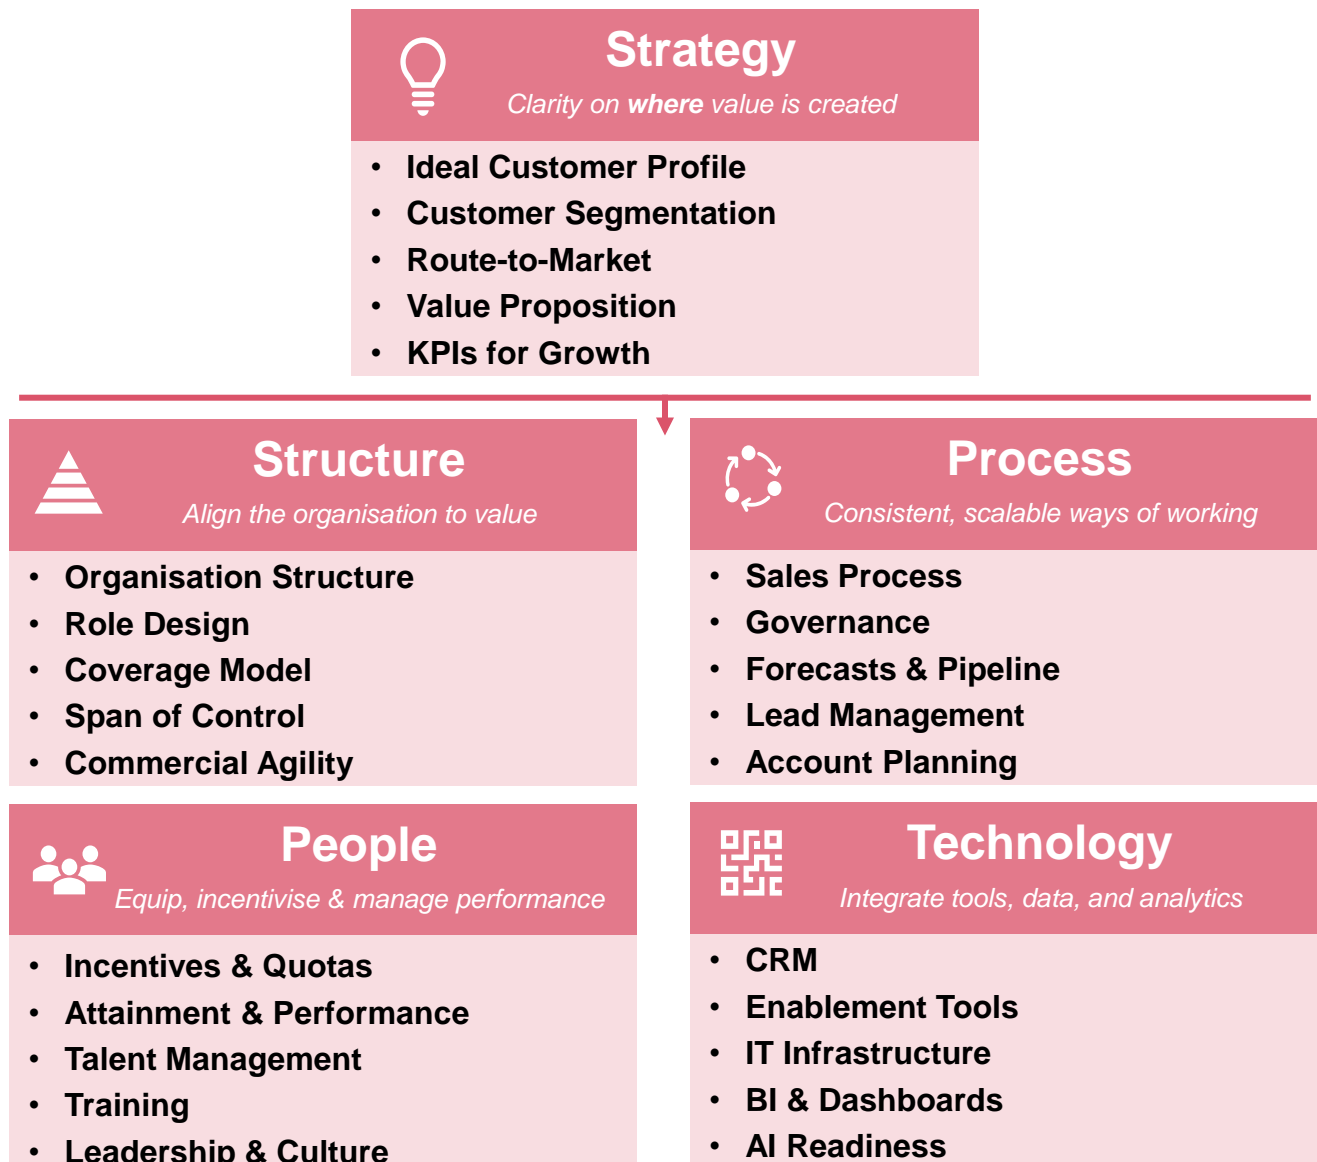 Strategy
Clarity on where value is created
• Ideal Customer Profile
• Customer Segmentation
• Route-to-Market
• Value Proposition
• KPIs for Growth
Structure
Align the organisation to value
• Organisation Structure
• Role Design
• Coverage Model
• Span of Control
• Commercial Agility
Process
Consistent, scalable ways of working
• Sales Process
• Governance
• Forecasts & Pipeline
• Lead Management
• Account Planning
People
Equip, incentivise & manage performance
• Incentives & Quotas
• Attainment & Performance
• Talent Management
• Training
• Leadership & Culture
Technology
Integrate tools, data, and analytics
• CRM
• Enablement Tools
• IT Infrastructure
• BI & Dashboards
• AI Readiness